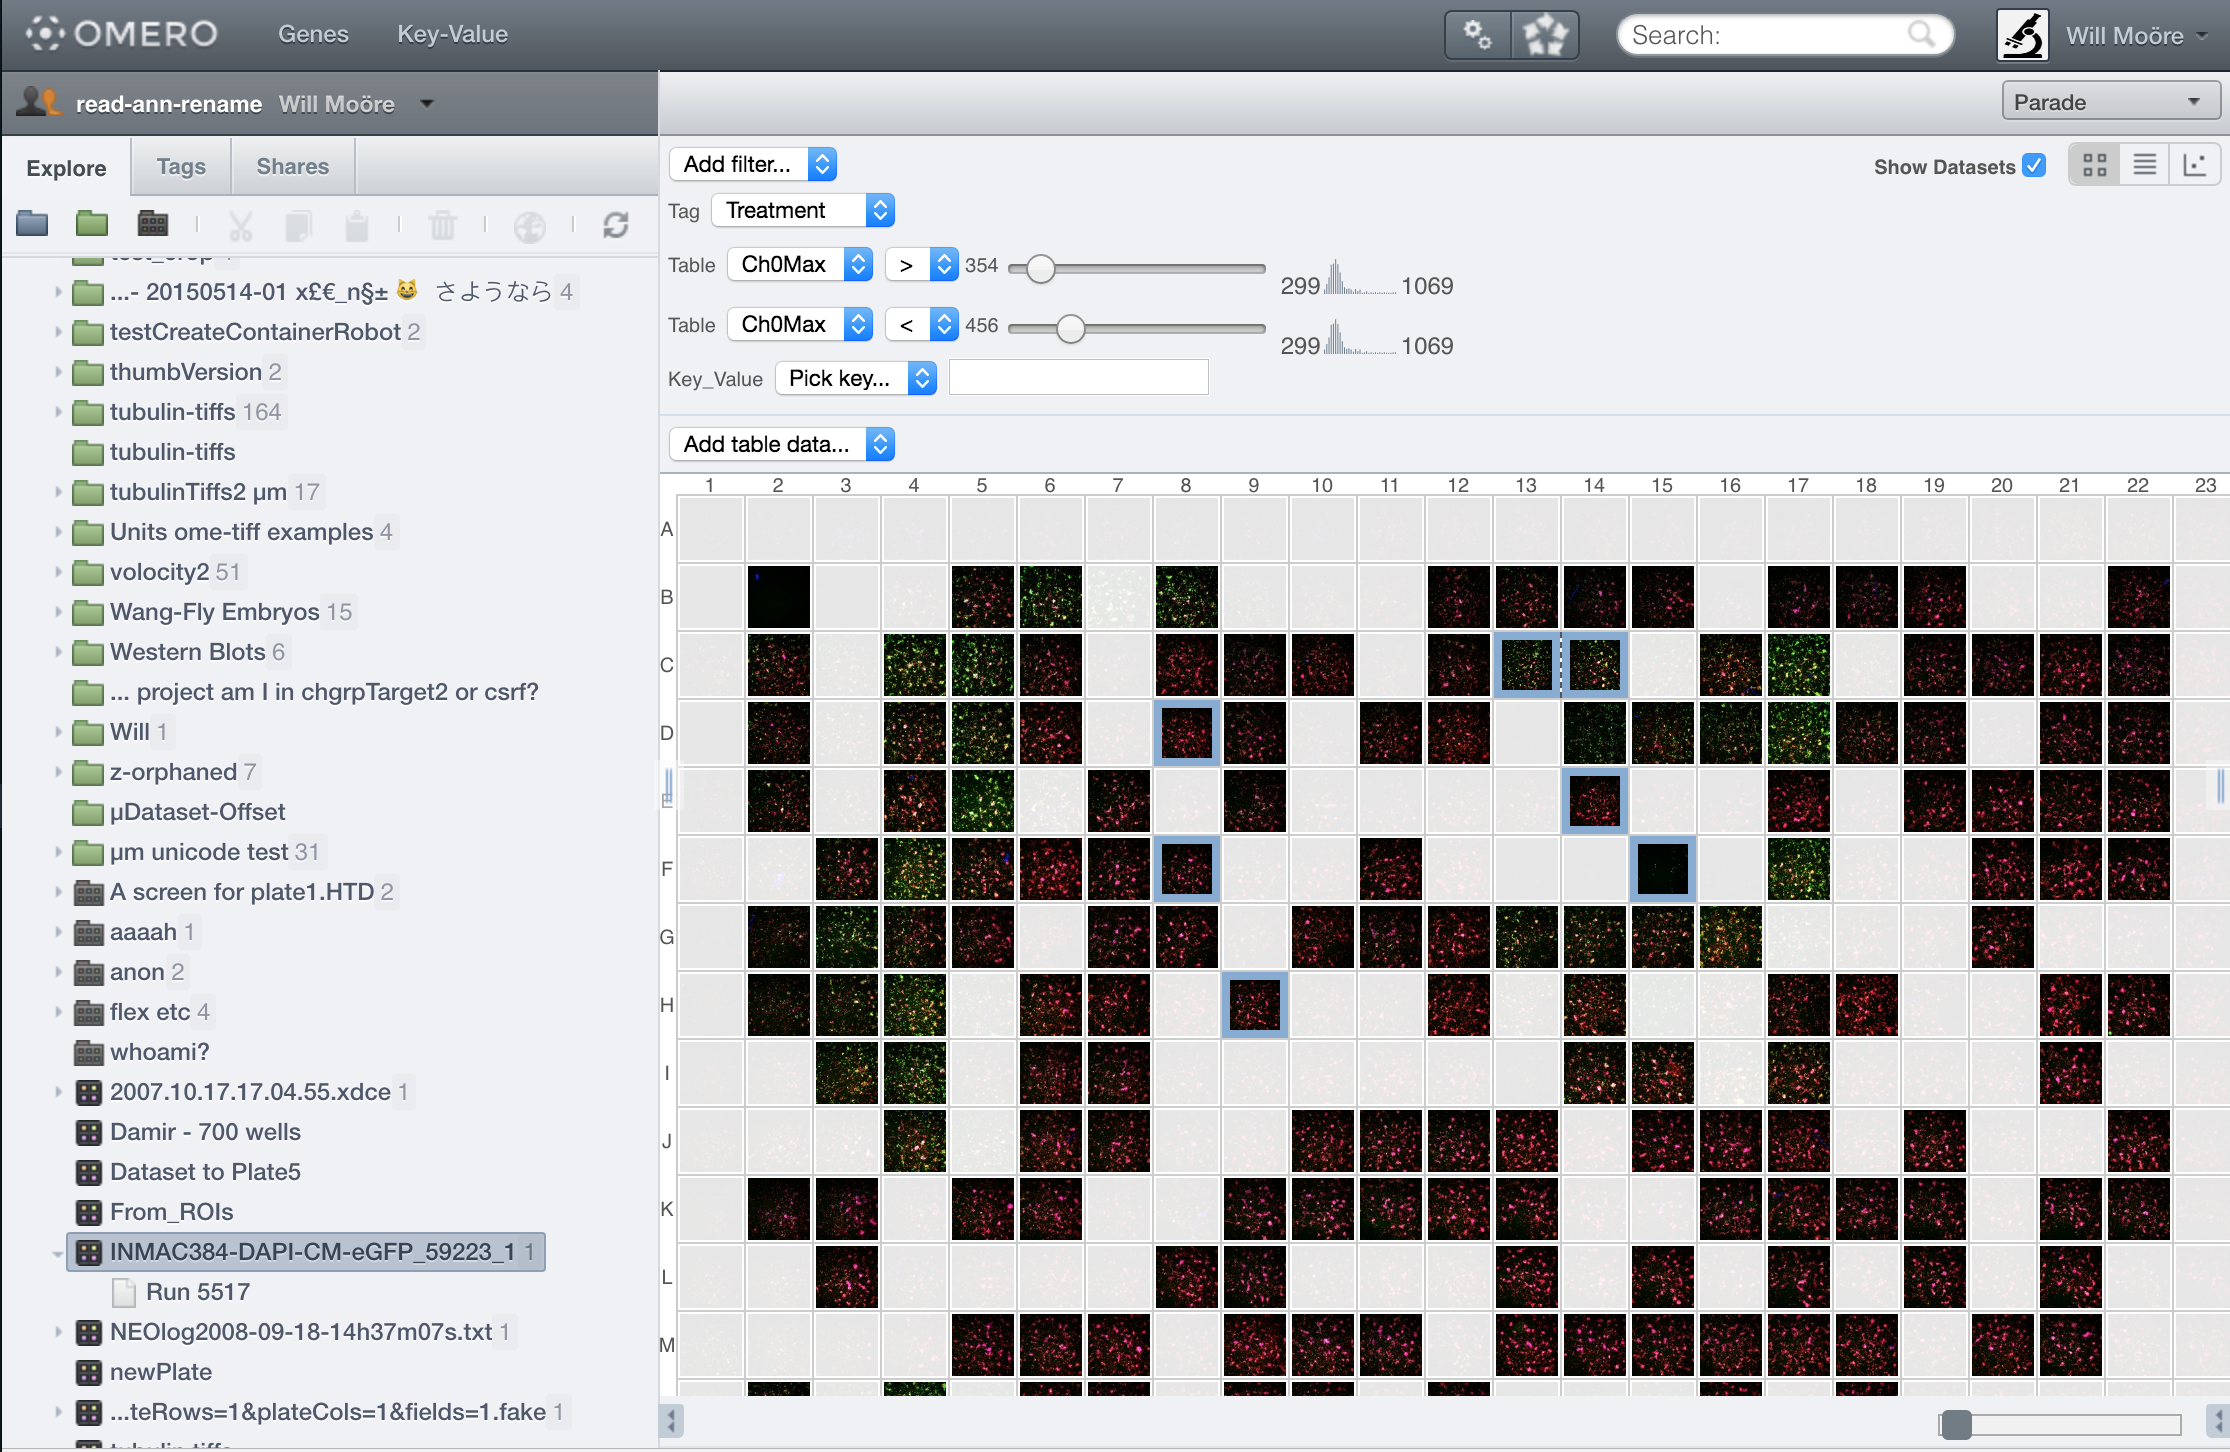 OMERO Genes Key-Value Search: Will Moöre
read-ann-rename Will Moöre Parade
Explore Tags Shares
...- 20150514-01 x£€_n§± 😸 さようなら 4
testCreateContainerRobot 2
thumbVersion 2
tubulin-tiffs 164
tubulin-tiffs
tubulinTiffs2 µm 17
Units ome-tiff examples 4
volocity2 51
Wang-Fly Embryos 15
Western Blots 6
... project am I in chgrpTarget2 or csrf?
Will 1
z-orphaned 7
µDataset-Offset
µm unicode test 31
A screen for plate1.HTD 2
aaaah 1
anon 2
flex etc 4
whoami?
2007.10.17.17.04.55.xdce 1
Damir - 700 wells
Dataset to Plate5
From_ROIs
INMAC384-DAPI-CM-eGFP_59223_1 1
Run 5517
NEOlog2008-09-18-14h37m07s.txt 1
newPlate
...teRows=1&plateCols=1&fields=1.fake 1
Add filter... Show Datasets
Tag Treatment
Table Ch0Max > 354 299 1069
Table Ch0Max < 456 299 1069
Key_Value Pick key...
Add table data...
1 2 3 4 5 6 7 8 9 10 11 12 13 14 15 16 17 18 19 20 21 22 23
A
B
C
D
E
F
G
H
I
J
K
L
M